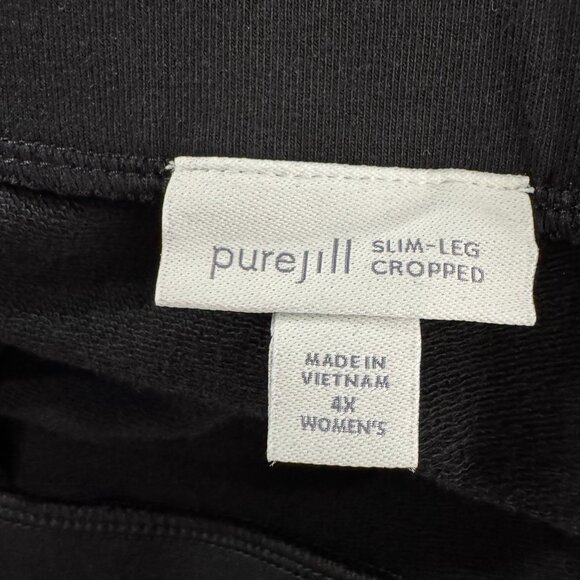 purejill SLIM-LEG
CROPPED
MADE IN
VIETNAM
4X
WOMEN'S